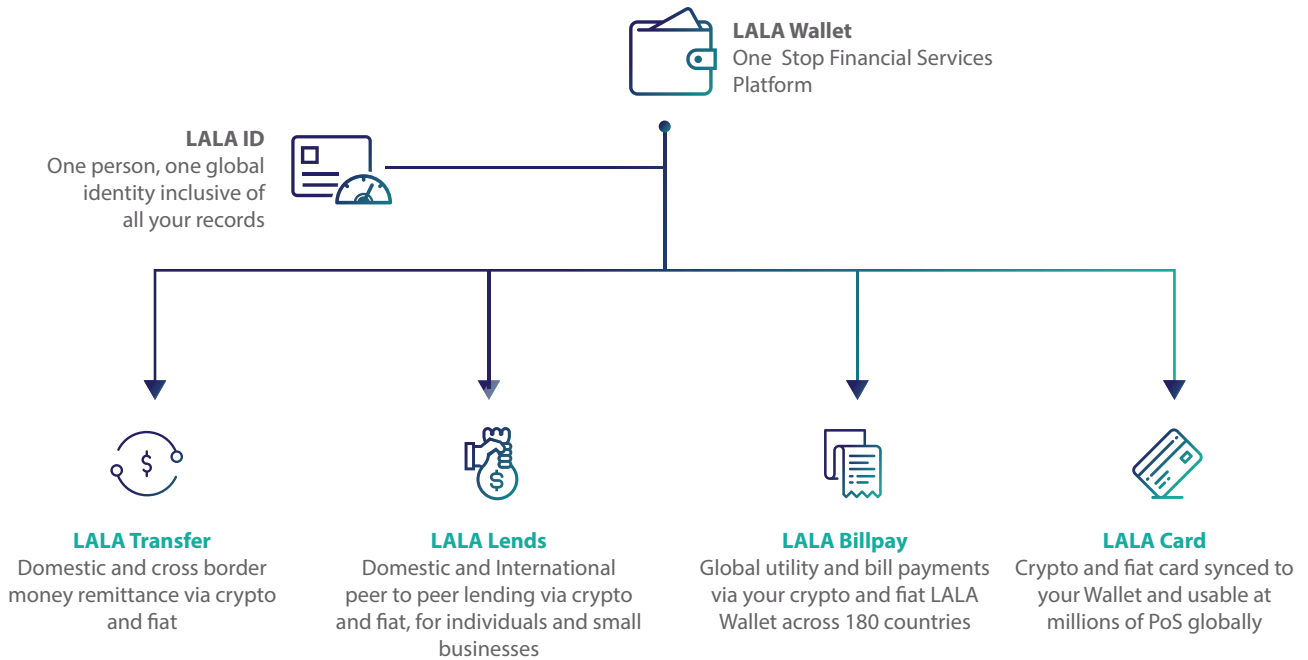 LALA Wallet
One Stop Financial Services
Platform
LALA ID
One person, one global
identity inclusive of
all your records
$
LALA Transfer
Domestic and cross border
money remittance via crypto
and fiat
$
LALA Lends
Domestic and International
peer to peer lending via crypto
and fiat, for individuals and small
businesses
LALA Billpay
Global utility and bill payments
via your crypto and fiat LALA
Wallet across 180 countries
LALA Card
Crypto and fiat card synced to
your Wallet and usable at
millions of PoS globally